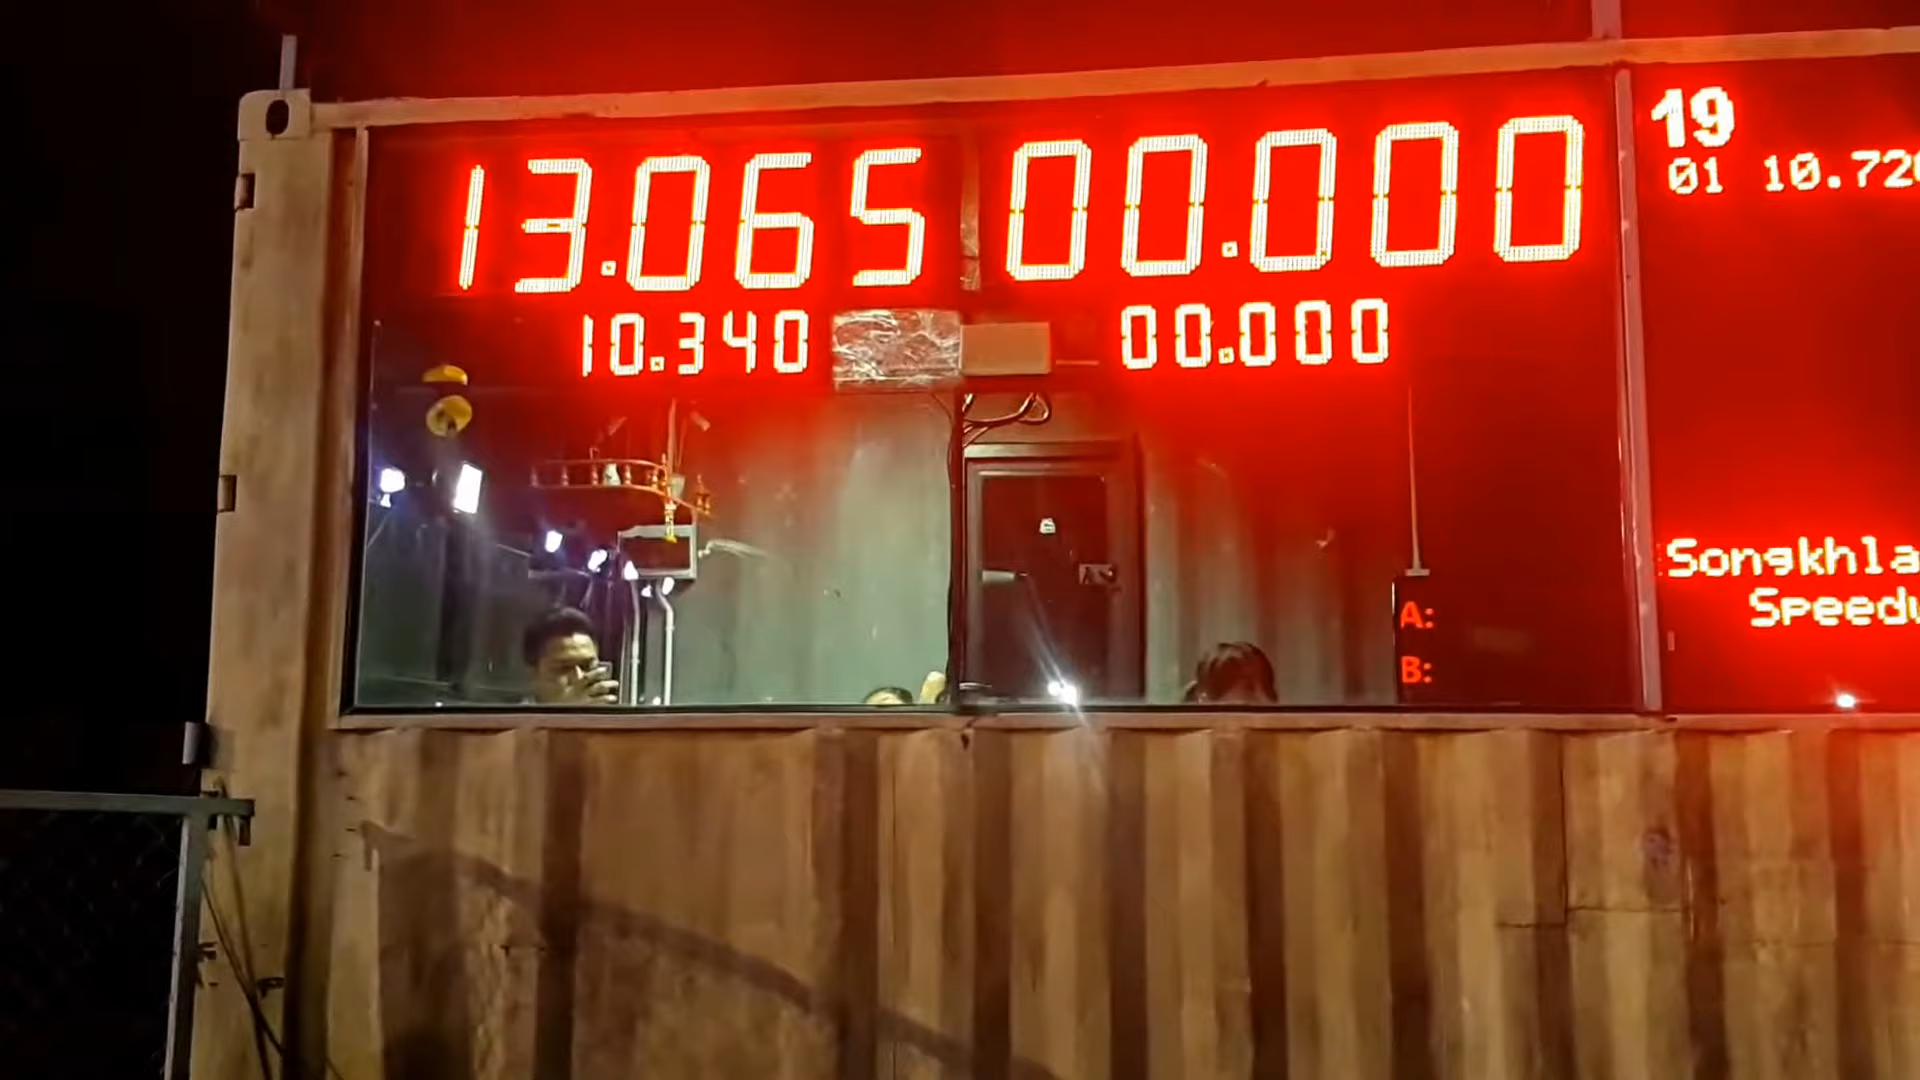 13.065 00.000
10.340 00.000
19
01 10.72
Songkhla
Speed
A:
B: